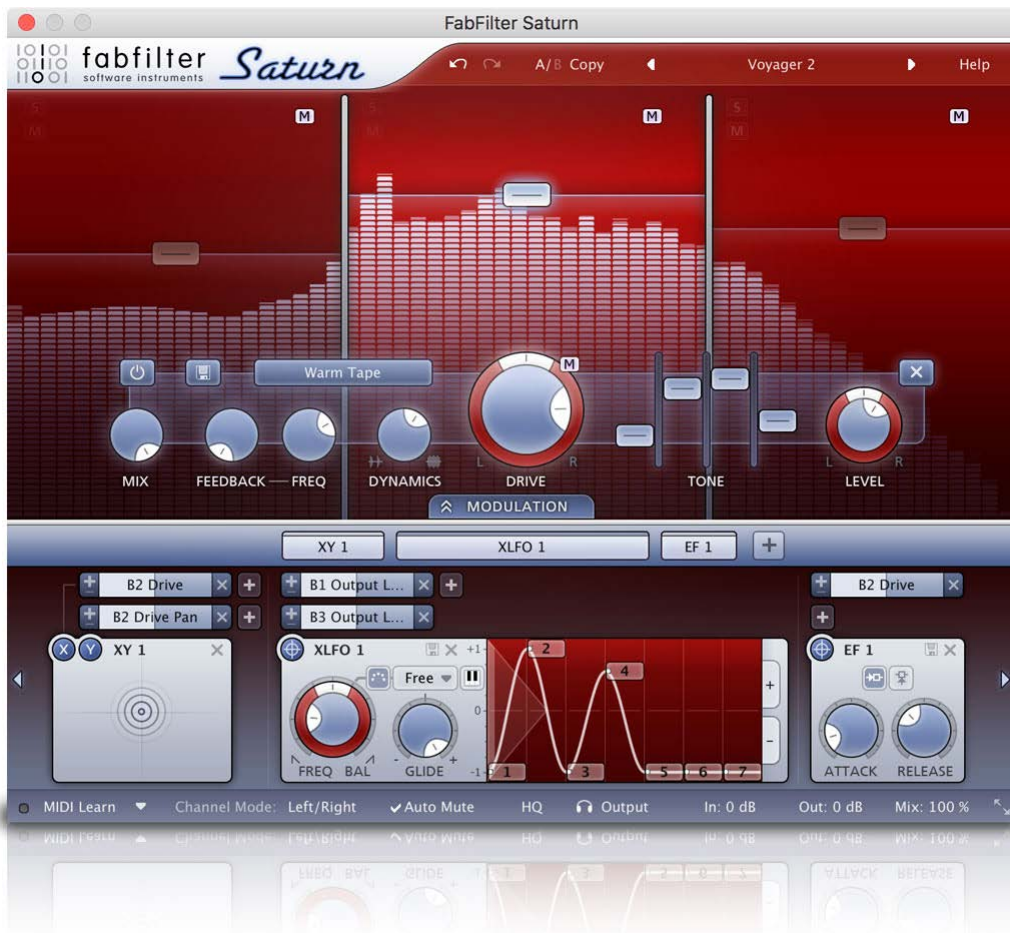 FabFilter Saturn
fabfilter
software instruments
Saturn
A/B Copy
Voyager 2
Help
S
M
M
S
M
M
S
M
M
Warm Tape
M
L R
L R
MIX FEEDBACK FREQ DYNAMICS DRIVE TONE LEVEL
MODULATION
XY 1 XLFO 1 EF 1 +
B2 Drive B1 Output L... B2 Drive
B2 Drive Pan B3 Output L...
X Y XY 1
XLFO 1
Free
FREQ BAL - GLIDE +
+1
0
-1
1 2 3 4 5 6 7
+
-
EF 1
ATTACK RELEASE
MIDI Learn Channel Mode: Left/Right Auto Mute HQ Output In: 0 dB Out: 0 dB Mix: 100 %